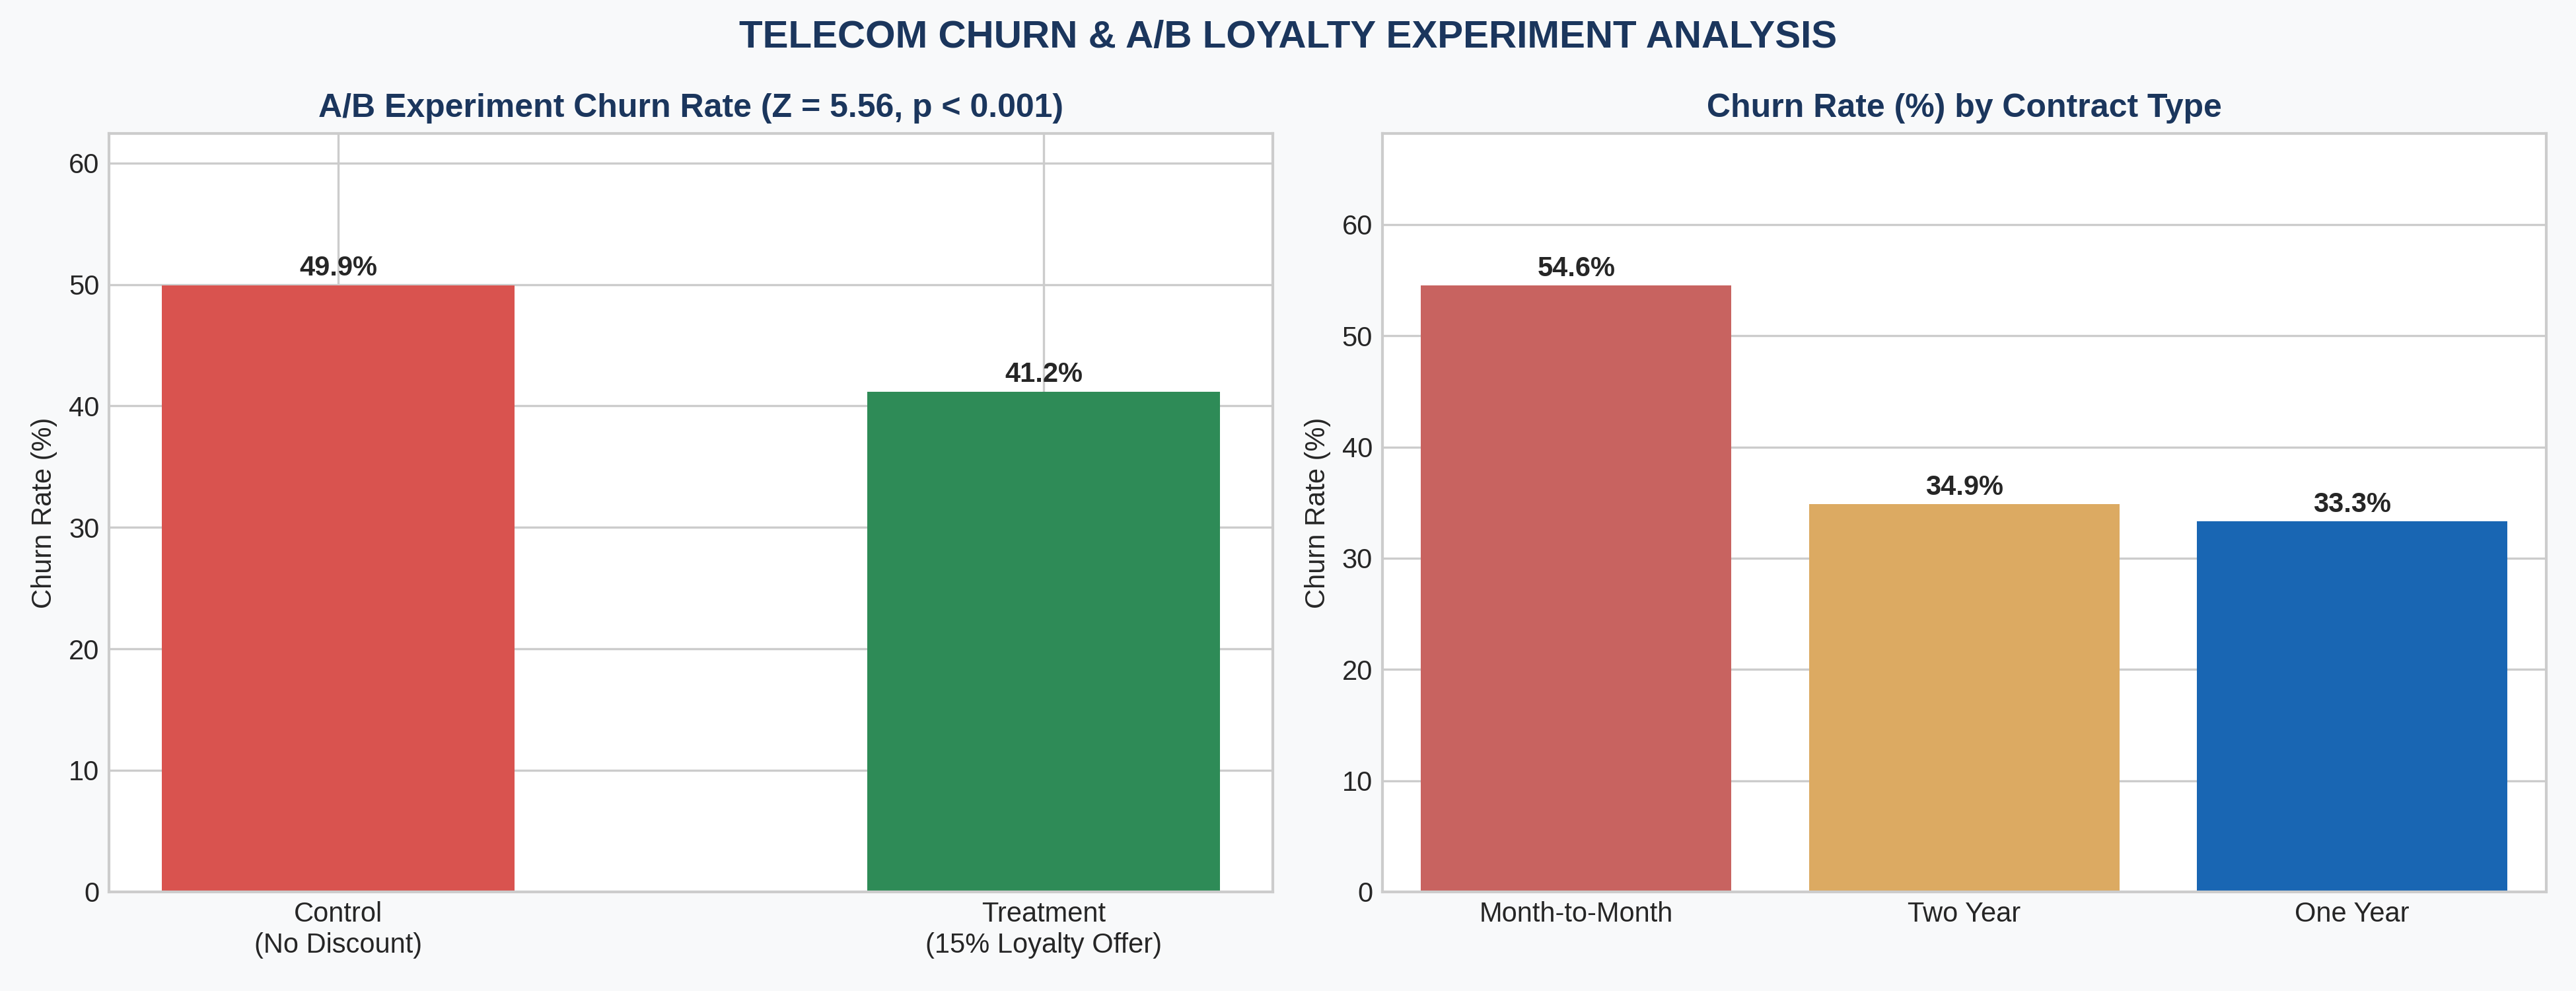 TELECOM CHURN & A/B LOYALTY EXPERIMENT ANALYSIS
A/B Experiment Churn Rate (Z = 5.56, p < 0.001)
Churn Rate (%)
60
50
40
30
20
10
0
49.9%
41.2%
Control
(No Discount)
Treatment
(15% Loyalty Offer)
Churn Rate (%) by Contract Type
Churn Rate (%)
60
50
40
30
20
10
0
54.6%
34.9%
33.3%
Month-to-Month
Two Year
One Year